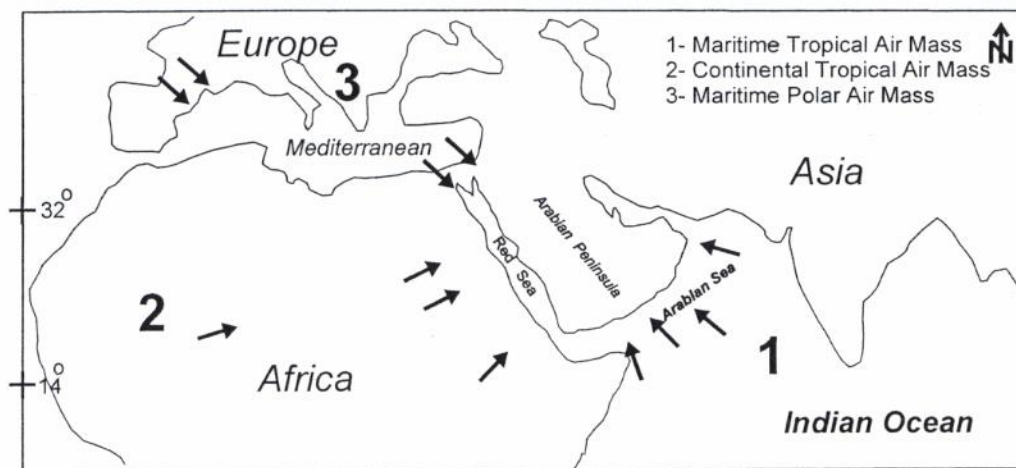 Europe
1- Maritime Tropical Air Mass
N
2- Continental Tropical Air Mass
3- Maritime Polar Air Mass
3
Mediterranean
Asia
32°
Arabian Peninsula
Red Sea
Arabian Sea
2
1
Africa
14°
Indian Ocean